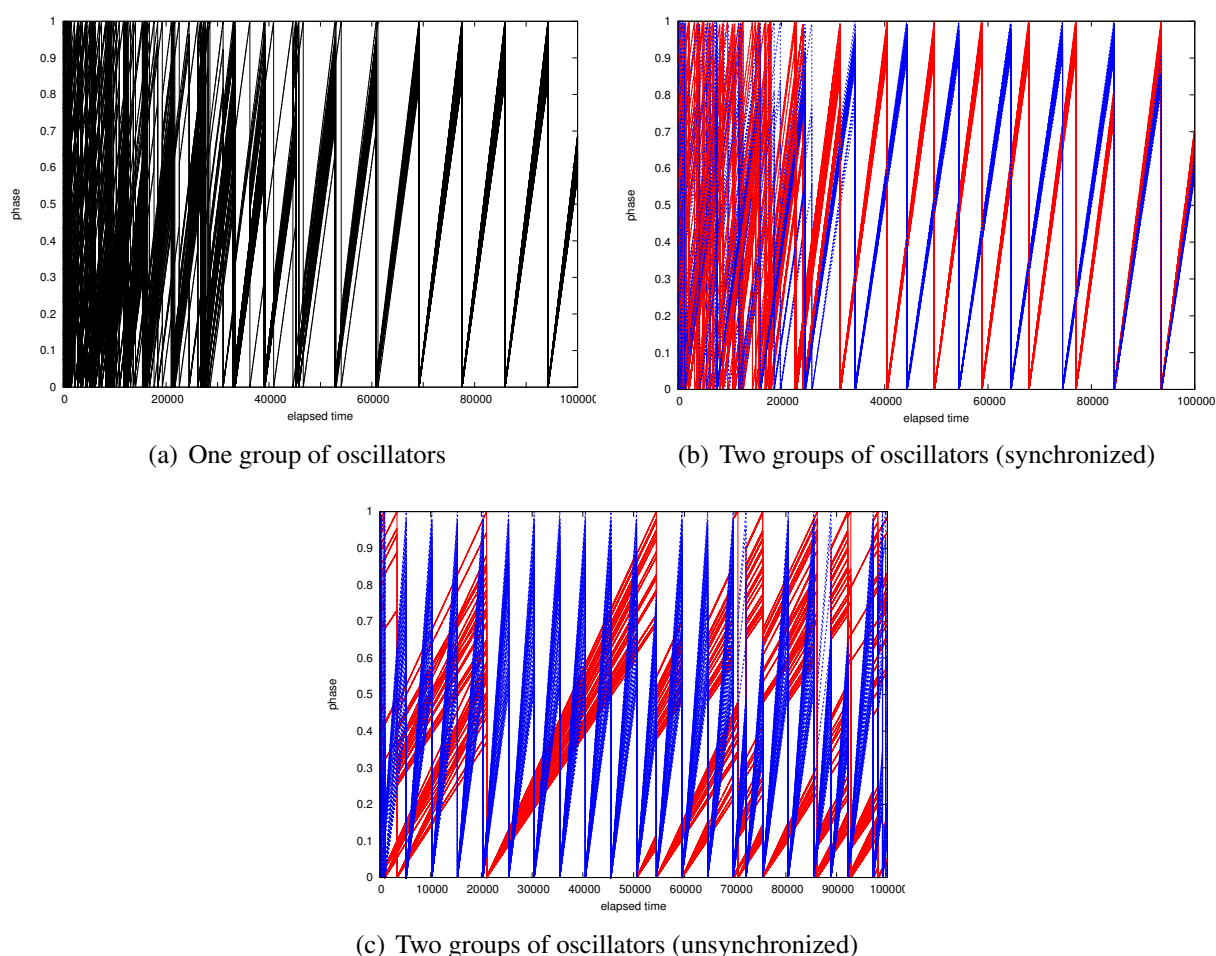 1
0.9
0.8
0.7
0.6
0.5
0.4
0.3
0.2
0.1
0
phase
0 20000 40000 60000 80000 100000
elapsed time
(a) One group of oscillators
1
0.9
0.8
0.7
0.6
0.5
0.4
0.3
0.2
0.1
0
phase
0 20000 40000 60000 80000 100000
elapsed time
(b) Two groups of oscillators (synchronized)
1
0.9
0.8
0.7
0.6
0.5
0.4
0.3
0.2
0.1
0
phase
0 10000 20000 30000 40000 50000 60000 70000 80000 90000 100000
elapsed time
(c) Two groups of oscillators (unsynchronized)